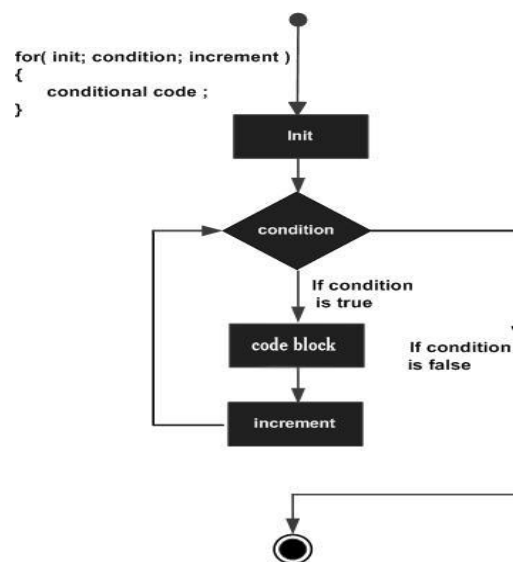 for( init; condition; increment )
{
conditional code ;
}
Init
condition
If condition
is true
code block
If condition
is false
increment